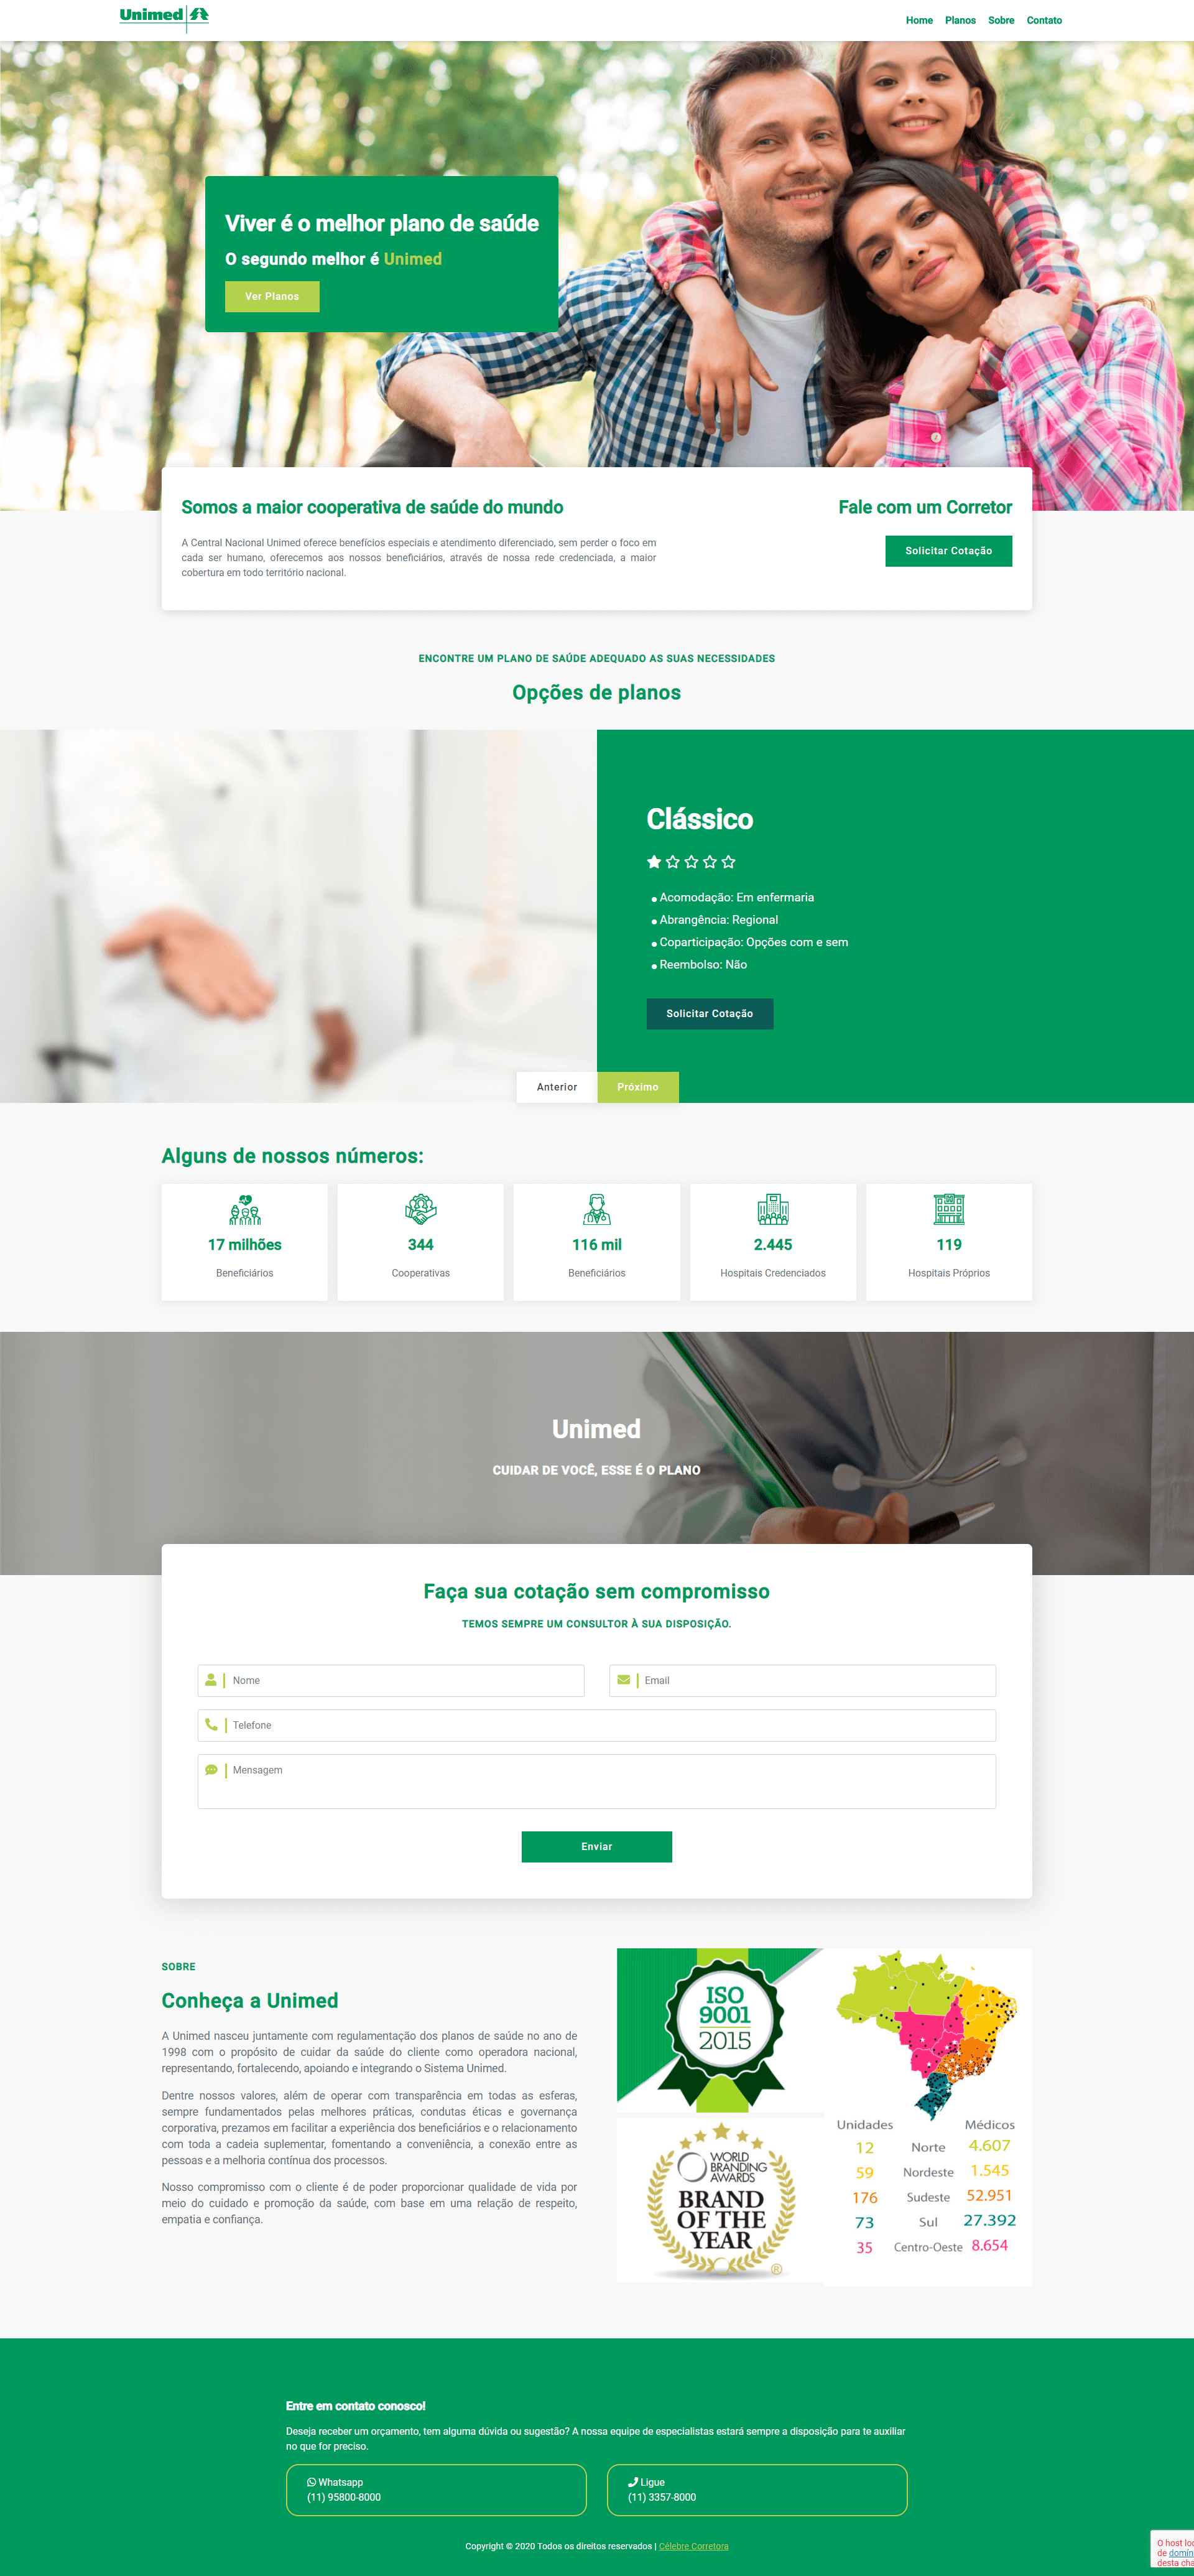 Unimed
Home Planos Sobre Contato
Viver é o melhor plano de saúde
O segundo melhor é Unimed
Ver Planos
Somos a maior cooperativa de saúde do mundo
A Central Nacional Unimed oferece benefícios especiais e atendimento diferenciado, sem perder o foco em
cada ser humano, oferecemos aos nossos beneficiários, através de nossa rede credenciada, a maior
cobertura em todo território nacional.
Fale com um Corretor
Solicitar Cotação
ENCONTRE UM PLANO DE SAÚDE ADEQUADO AS SUAS NECESSIDADES
Opções de planos
Clássico
Acomodação: Em enfermaria
Abrangência: Regional
Coparticipação: Opções com e sem
Reembolso: Não
Solicitar Cotação
Anterior
Próximo
Alguns de nossos números:
17 milhões
Beneficiários
344
Cooperativas
116 mil
Beneficiários
2.445
Hospitais Credenciados
119
Hospitais Próprios
Unimed
CUIDAR DE VOCÊ, ESSE É O PLANO
Faça sua cotação sem compromisso
TEMOS SEMPRE UM CONSULTOR À SUA DISPOSIÇÃO.
Nome
Email
Telefone
Mensagem
Enviar
SOBRE
Conheça a Unimed
A Unimed nasceu juntamente com regulamentação dos planos de saúde no ano de
1998 com o propósito de cuidar da saúde do cliente como operadora nacional,
representando, fortalecendo, apoiando e integrando o Sistema Unimed.
Dentre nossos valores, além de operar com transparência em todas as esferas,
sempre fundamentados pelas melhores práticas, condutas éticas e governança
corporativa, prezamos em facilitar a experiência dos beneficiários e o relacionamento
com toda a cadeia suplementar, fomentando a conveniência, a conexão entre as
pessoas e a melhoria contínua dos processos.
Nosso compromisso com o cliente é de poder proporcionar qualidade de vida por
meio do cuidado e promoção da saúde, com base em uma relação de respeito,
empatia e confiança.
ISO
9001
2015
WORLD
BRANDING
AWARDS
BRAND
OF THE
YEAR
®
Unidades Médicos
12 Norte 4.607
59 Nordeste 1.545
176 Sudeste 52.951
73 Sul 27.392
35 Centro-Oeste 8.654
Entre em contato conosco!
Deseja receber um orçamento, tem alguma dúvida ou sugestão? A nossa equipe de especialistas estará sempre a disposição para te auxiliar
no que for preciso.
Whatsapp
(11) 95800-8000
Ligue
(11) 3357-8000
Copyright © 2020 Todos os direitos reservados | Célebre Corretora
O host
de
desta